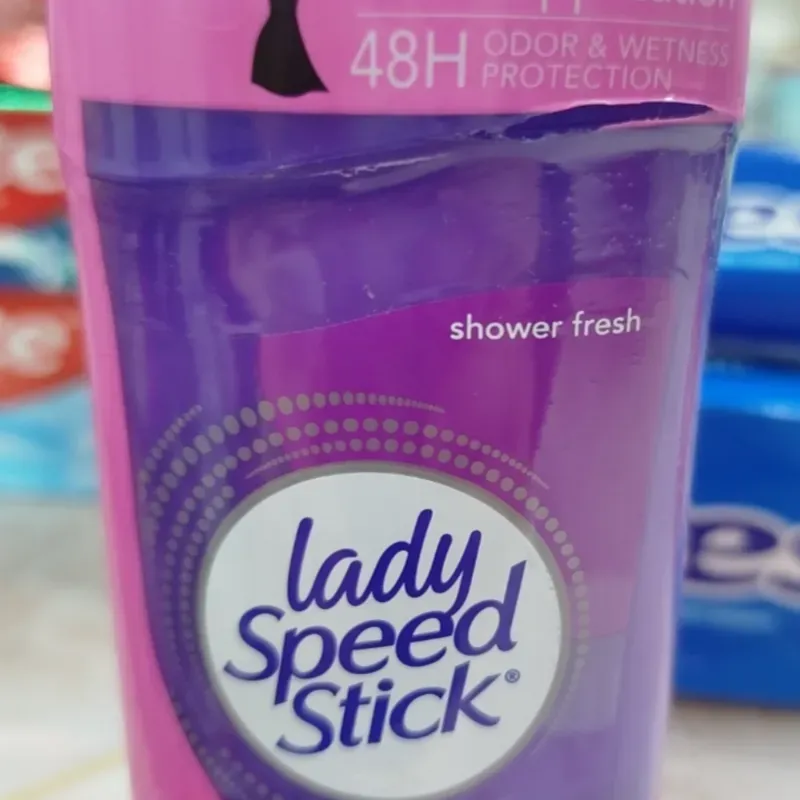 48H ODOR & WETNESS
PROTECTION
shower fresh
lady
Speed
Stick®